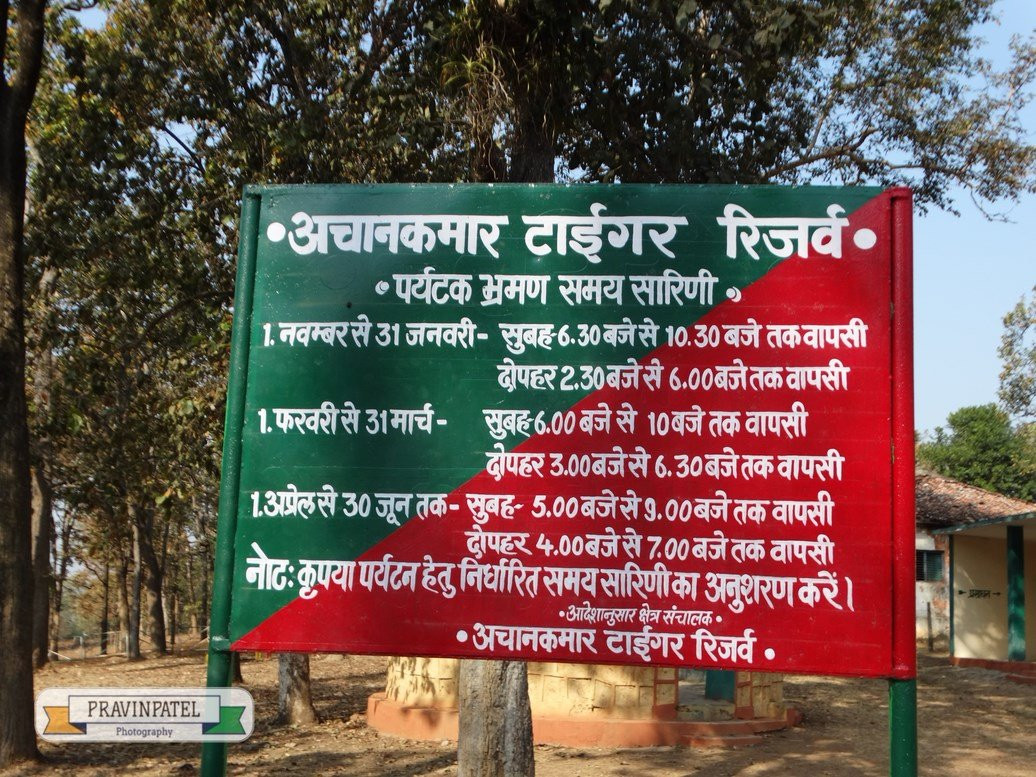 •अचानकमार टाईगर रिजर्व•
पर्यटक भ्रमण समय सारिणी
1. नवम्बर से 31 जनवरी- सुबह-6.30 बजे से 10.30 बजे तक वापसी
दोपहर 2.30 बजे से 6.00 बजे तक वापसी
1. फरवरी से 31 मार्च- सुबह-6.00 बजे से 10 बजे तक वापसी
दोपहर 3.00 बजे से 6.30 बजे तक वापसी
1. अप्रेल से 30 जून तक- सुबह- 5.00 बजे से 9.00 बजे तक वापसी
दोपहर 4.00 बजे से 7.00 बजे तक वापसी
नोट: कृपया पर्यटन हेतु निर्धारित समय सारिणी का अनुशरण करें।
•आदेशानुसार क्षेत्र संचालक•
•अचानकमार टाईगर रिजर्व•
PRAVINPATEL
Photography